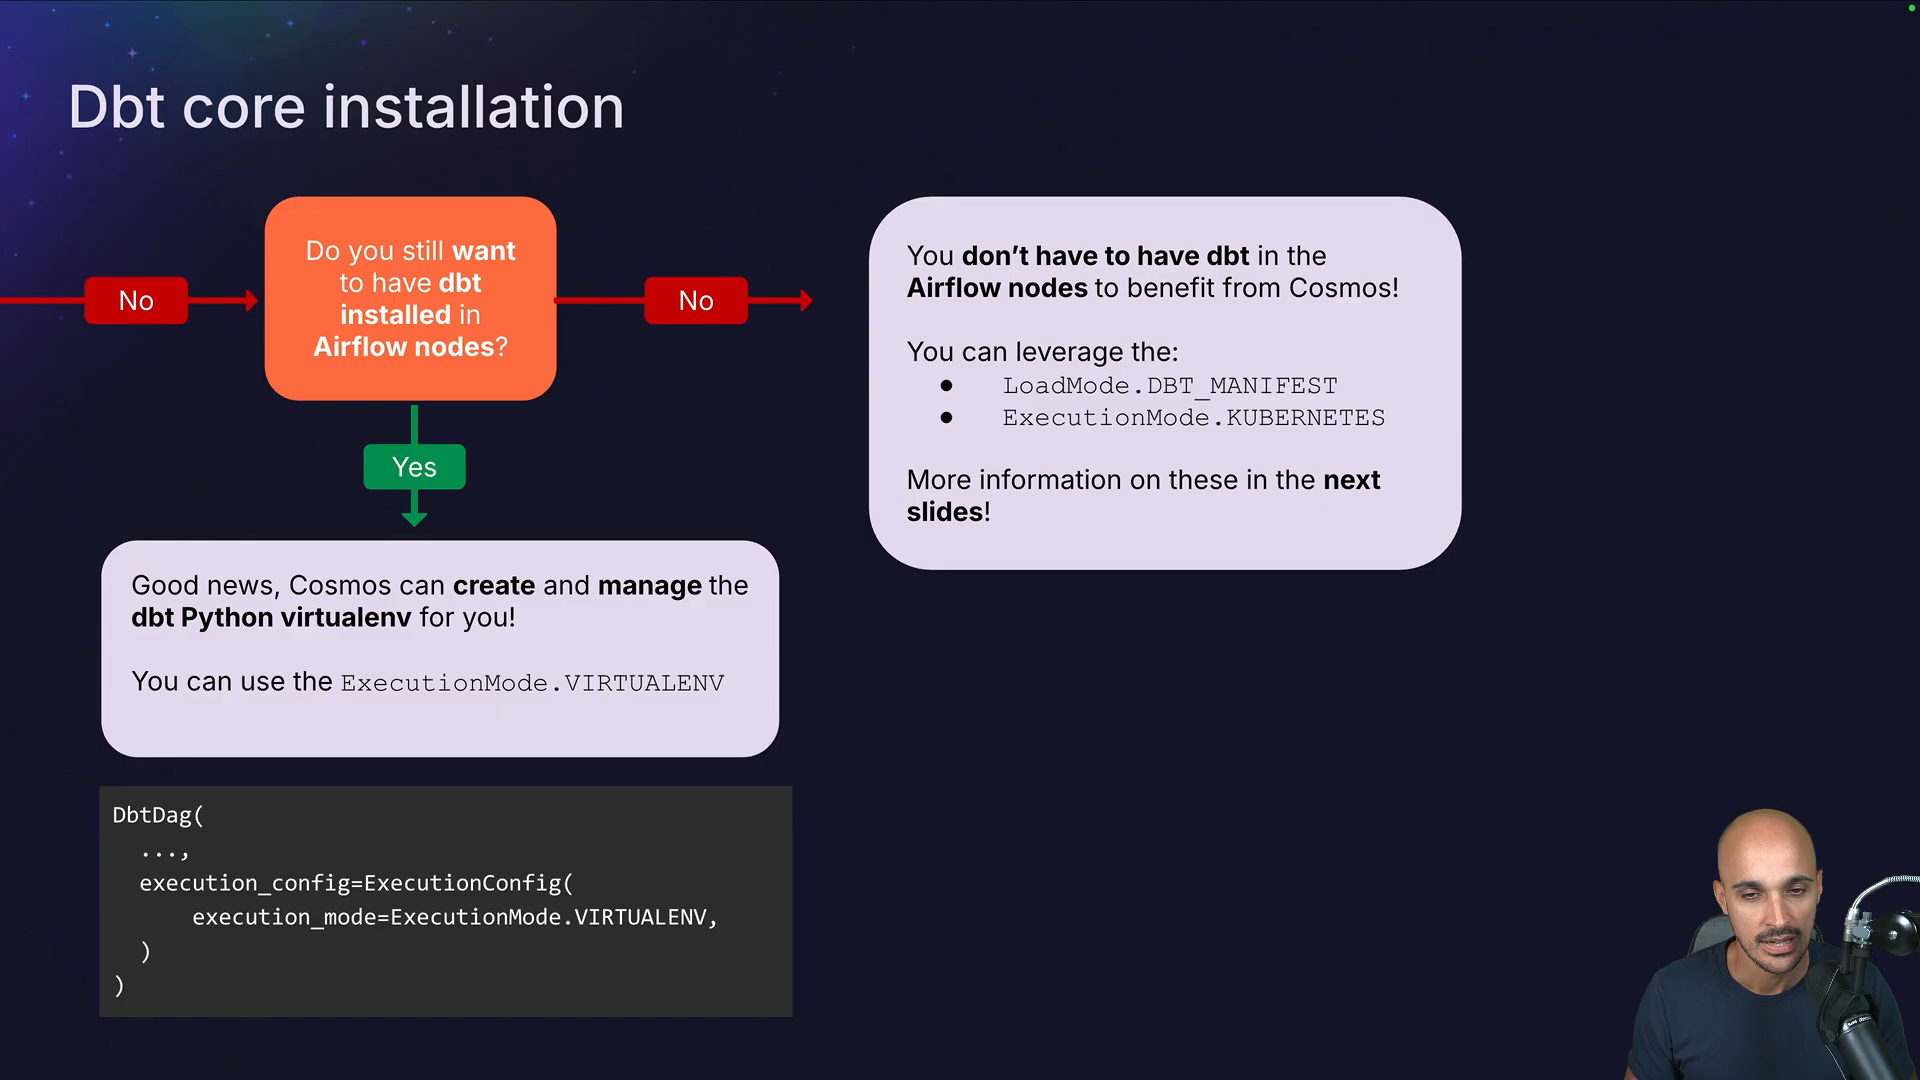 Dbt core installation
No
Do you still want
to have dbt
installed in
Airflow nodes?
No
Yes
You don’t have to have dbt in the
Airflow nodes to benefit from Cosmos!
You can leverage the:
● LoadMode.DBT_MANIFEST
● ExecutionMode.KUBERNETES
More information on these in the next
slides!
Good news, Cosmos can create and manage the
dbt Python virtualenv for you!
You can use the ExecutionMode.VIRTUALENV
DbtDag(
...,
execution_config=ExecutionConfig(
execution_mode=ExecutionMode.VIRTUALENV,
)
)